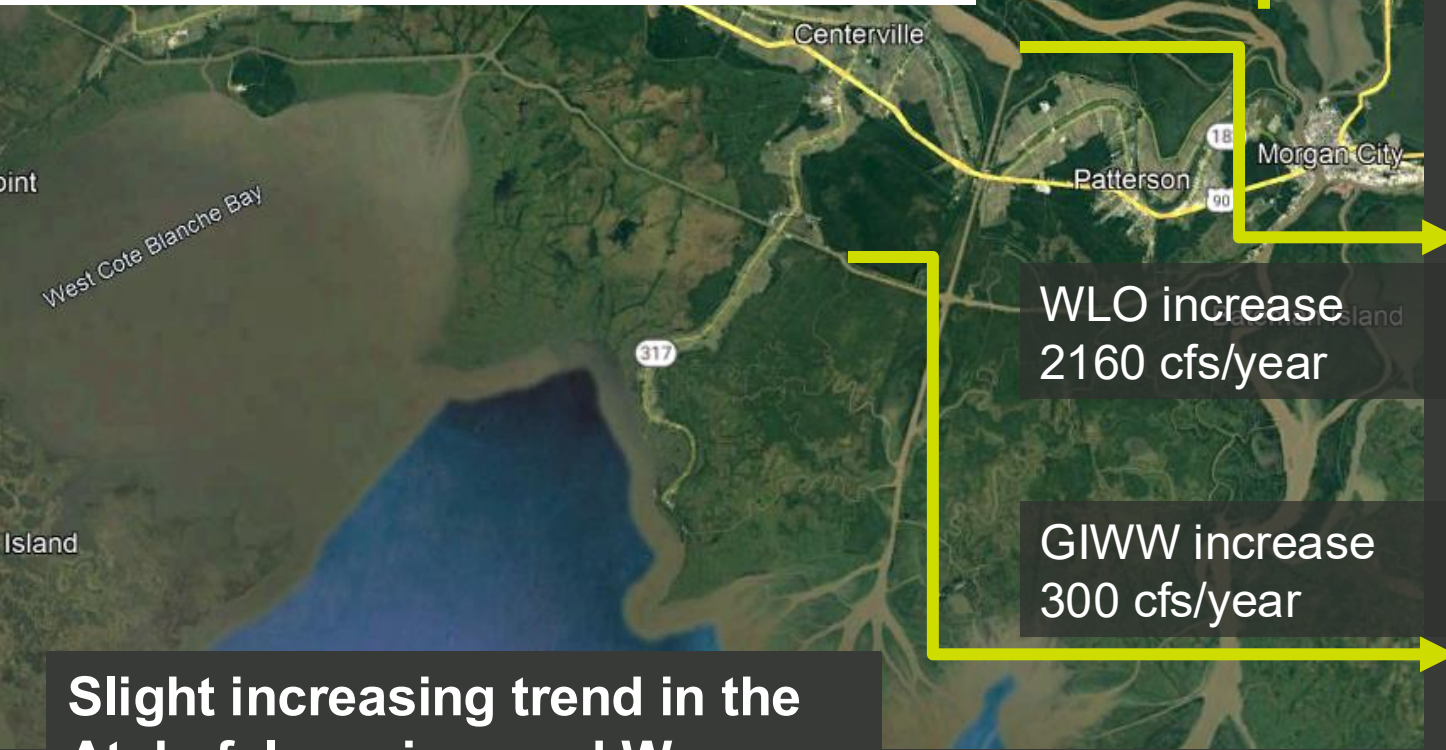 Centerville
18
Morgan City
Patterson
90
West Cote Blanche Bay
317
WLO increase
2160 cfs/year
Island
Island
GIWW increase
300 cfs/year
Slight increasing trend in the